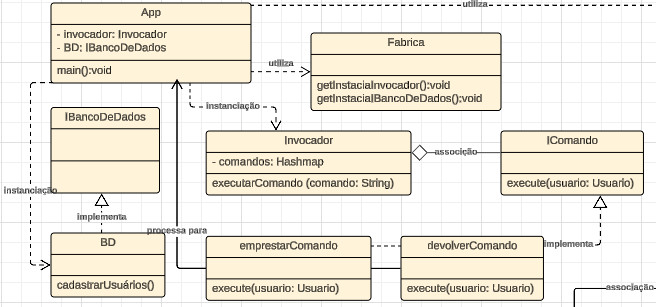 utiliza
App
- invocador: Invocador
- BD: IBancoDeDados
main():void
Fabrica
utiliza
getInstaciaInvocador():void
getInstaciaIBancoDeDados():void
instanciação
IBancoDeDados
Invocador
- comandos: Hashmap
executarComando (comando: String)
associção
IComando
execute(usuario: Usuario)
instanciação
implementa
processa para
BD
cadastrarUsuários()
emprestarComando
execute(usuario: Usuario)
devolverComando
execute(usuario: Usuario)
implementa
associação